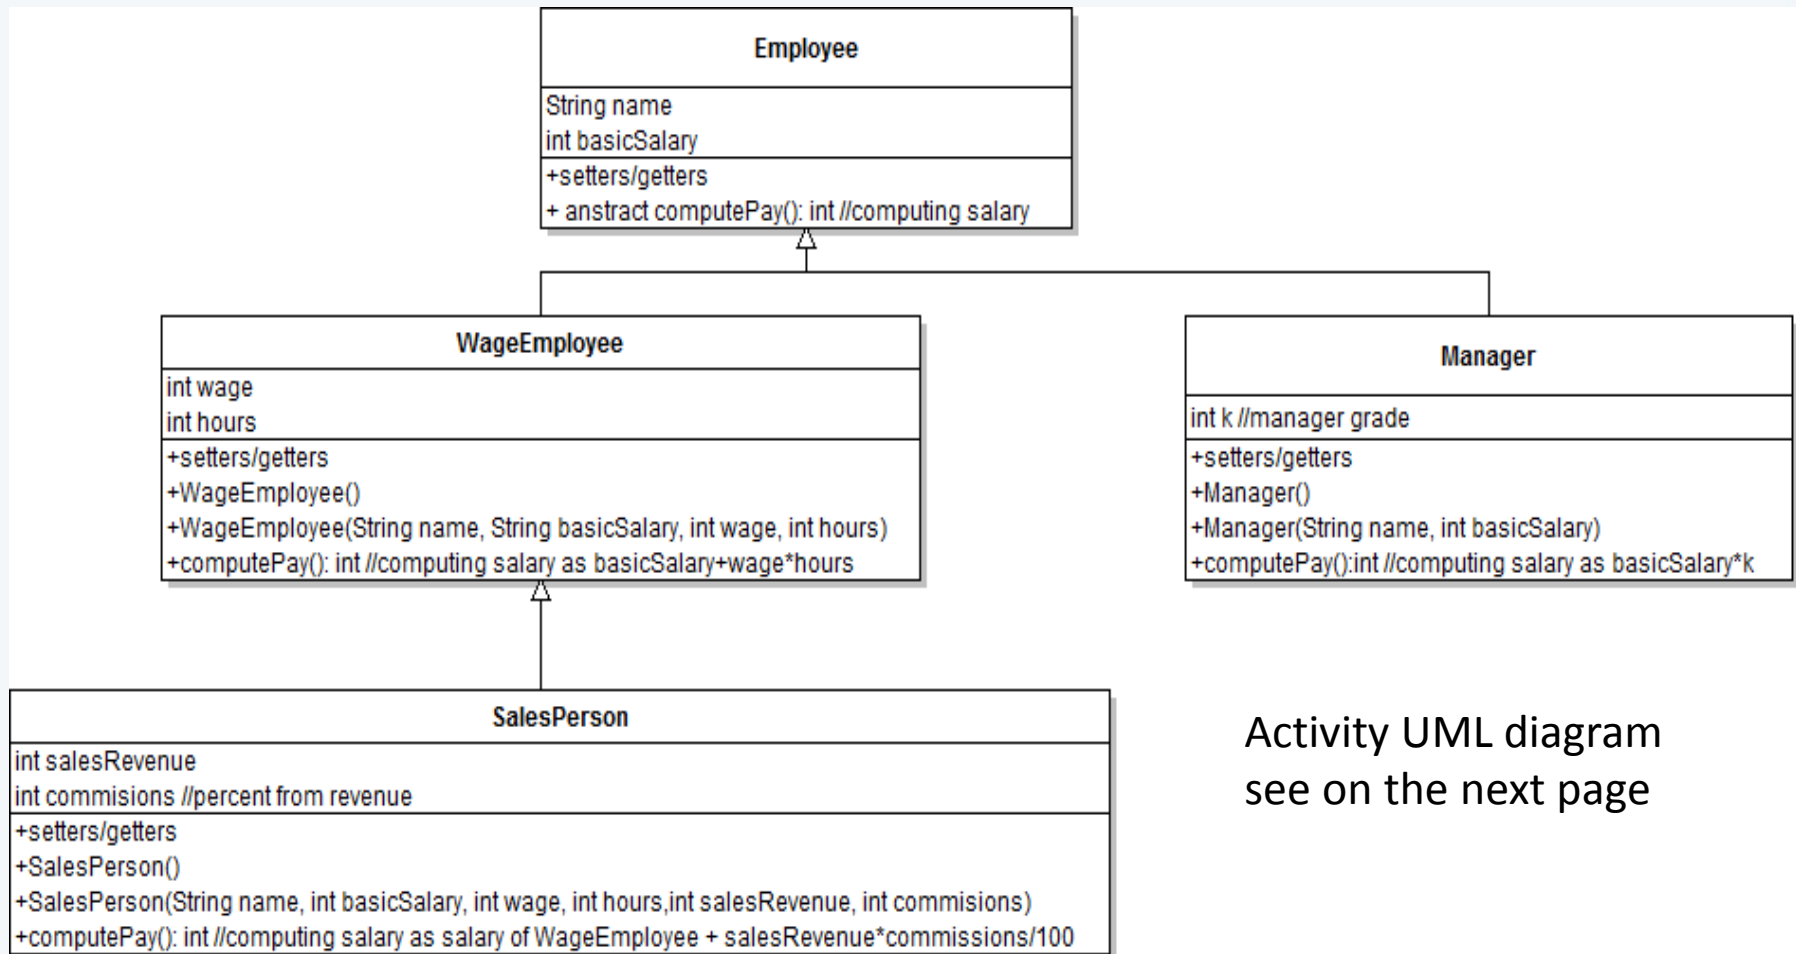 Employee
String name
int basicSalary
+setters/getters
+ anstract computePay(): int //computing salary
WageEmployee
int wage
int hours
+setters/getters
+WageEmployee()
+WageEmployee(String name, String basicSalary, int wage, int hours)
+computePay(): int //computing salary as basicSalary+wage*hours
Manager
int k //manager grade
+setters/getters
+Manager()
+Manager(String name, int basicSalary)
+computePay():int //computing salary as basicSalary*k
SalesPerson
int salesRevenue
int commisions //percent from revenue
+setters/getters
+SalesPerson()
+SalesPerson(String name, int basicSalary, int wage, int hours,int salesRevenue, int commisions)
+computePay(): int //computing salary as salary of WageEmployee + salesRevenue*commissions/100
Activity UML diagram
see on the next page